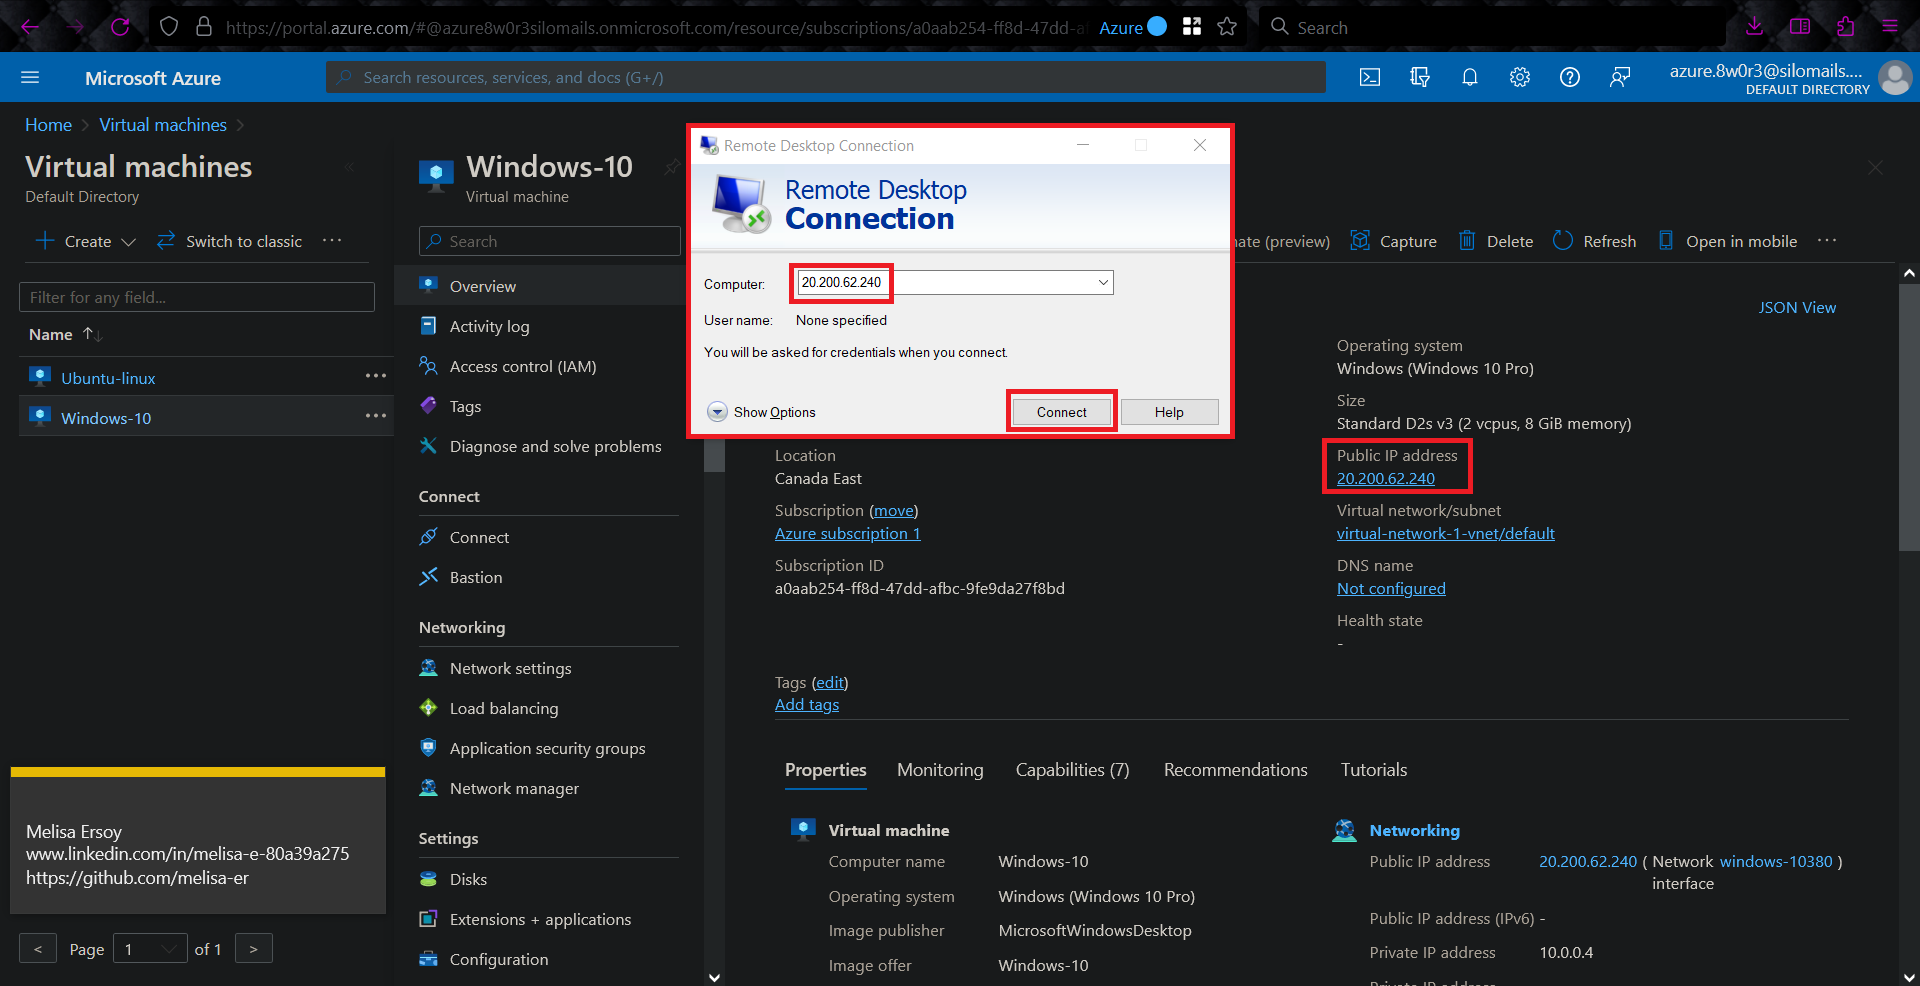 https://portal.azure.com/#@azure8w0r3silomails.onmicrosoft.com/resource/subscriptions/a0aab254-ff8d-47dd-a
Azure
Search
Microsoft Azure
Search resources, services, and docs (G+/)
azure.8w0r3@silomails....
DEFAULT DIRECTORY
Home > Virtual machines >
Virtual machines
Default Directory
Create
Switch to classic
...
Filter for any field...
Name ↑↓
Ubuntu-linux
...
Windows-10
...
Melisa Ersoy
www.linkedin.com/in/melisa-e-80a39a275
https://github.com/melisa-er
< Page 1 of 1 >
Windows-10
Virtual machine
Search
Overview
Activity log
Access control (IAM)
Tags
Diagnose and solve problems
Connect
Connect
Bastion
Networking
Network settings
Load balancing
Application security groups
Network manager
Settings
Disks
Extensions + applications
Configuration
Remote Desktop Connection
Remote Desktop
Connection
Computer: 20.200.62.240
User name: None specified
You will be asked for credentials when you connect.
Show Options
Connect
Help
(preview)
Capture
Delete
Refresh
Open in mobile
...
JSON View
Location
Canada East
Subscription (move)
Azure subscription 1
Subscription ID
a0aab254-ff8d-47dd-afbc-9fe9da27f8bd
Operating system
Windows (Windows 10 Pro)
Size
Standard D2s v3 (2 vcpus, 8 GiB memory)
Public IP address
20.200.62.240
Virtual network/subnet
virtual-network-1-vnet/default
DNS name
Not configured
Health state
-
Tags (edit)
Add tags
Properties
Monitoring
Capabilities (7)
Recommendations
Tutorials
Virtual machine
Computer name Windows-10
Operating system Windows (Windows 10 Pro)
Image publisher MicrosoftWindowsDesktop
Image offer Windows-10
Networking
Public IP address 20.200.62.240 ( Network interface windows-10380 )
Public IP address (IPv6) -
Private IP address 10.0.0.4